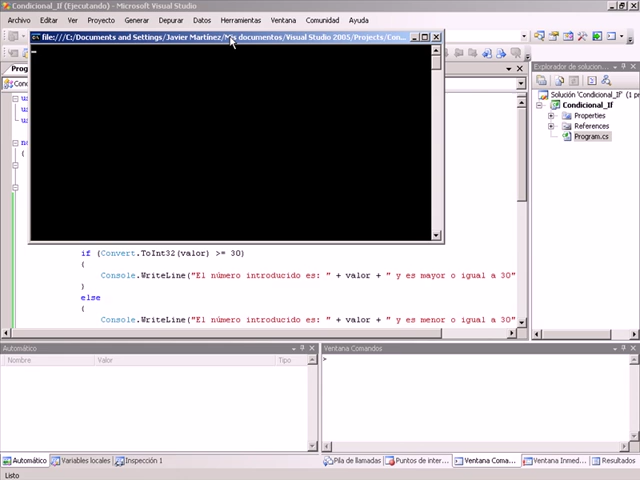 Condicional_If (Ejecutando) - Microsoft Visual Studio
Archivo Editar Ver Proyecto Generar Depurar Datos Herramientas Ventana Comunidad Ayuda
file:///C:/Documents and Settings/Javier Martínez/Mis documentos/Visual Studio 2005/Projects/Con...
Explorador de solucion...
Solución 'Condicional_If' (1 p
Condicional_If
Properties
References
Program.cs
if (Convert.ToInt32(valor) >= 30)
{
Console.WriteLine("El número introducido es: " + valor + " y es mayor o igual a 30"
}
else
{
Console.WriteLine("El número introducido es: " + valor + " y es menor o igual a 30"
Automático
Nombre Valor Tipo
Ventana Comandos
>
Automático Variables locales Inspección 1
Pila de llamadas Puntos de inter... Ventana Coma... Ventana Inmed... Resultados
Listo